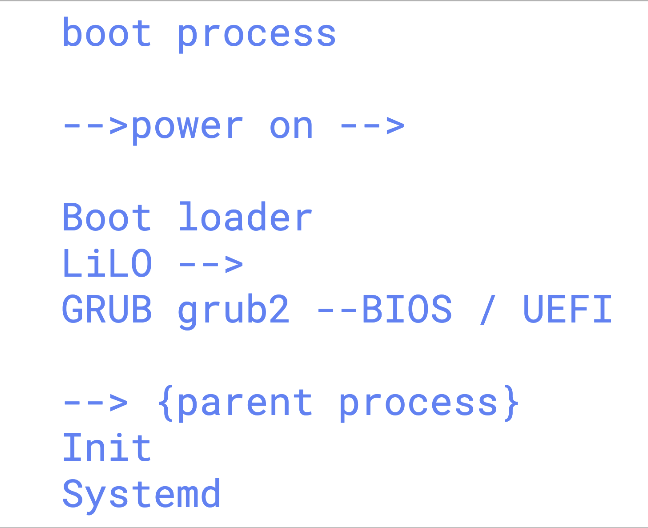 boot process
-->power on -->
Boot loader
LiLO -->
GRUB grub2 --BIOS / UEFI
--> {parent process}
Init
Systemd